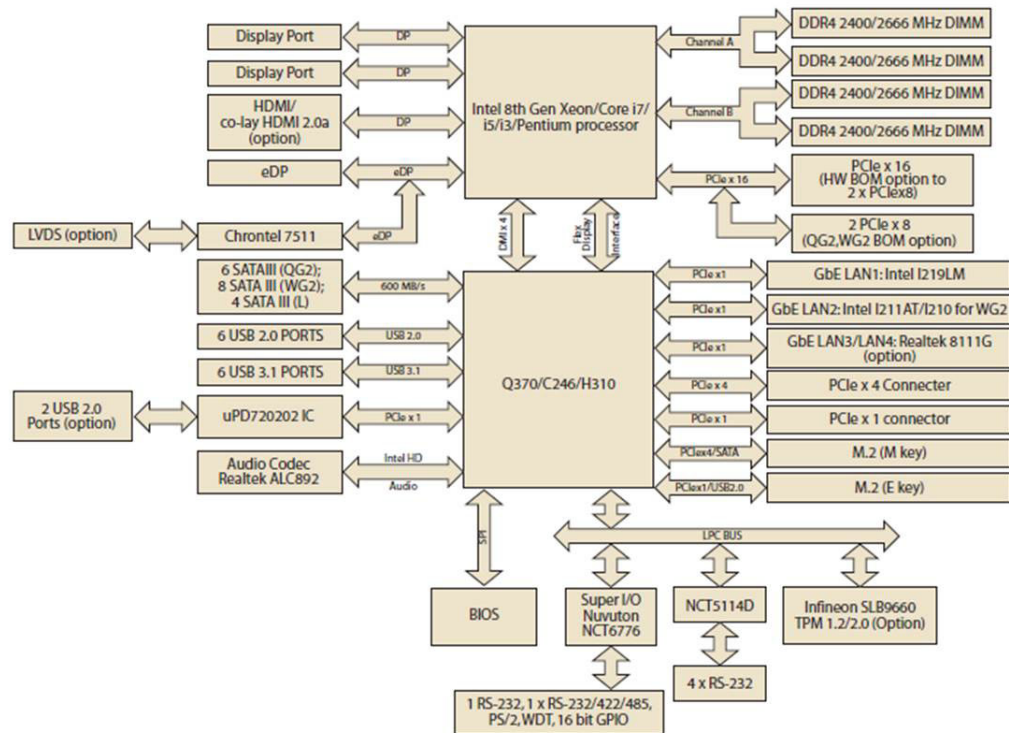 Display Port
DP
DDR4 2400/2666 MHz DIMM
Channel A
Display Port
DP
DDR4 2400/2666 MHz DIMM
HDMI/
co-lay HDMI 2.0a
(option)
DP
Intel 8th Gen Xeon/Core i7/
i5/i3/Pentium processor
Channel B
DDR4 2400/2666 MHz DIMM
DDR4 2400/2666 MHz DIMM
eDP
eDP
PCIe x 16
PCIe x 16
(HW BOM option to
2 x PCIex8)
LVDS (option)
Chrontel 7511
eDP
DMI x 4
Flex
Display
Interface
2 PCIe x 8
(QG2,WG2 BOM option)
6 SATAIII (QG2);
8 SATA III (WG2);
4 SATA III (L)
600 MB/s
PCIe x1
GbE LAN1: Intel I219LM
PCIe x1
GbE LAN2: Intel I211AT/I210 for WG2
6 USB 2.0 PORTS
USB 2.0
PCIe x1
GbE LAN3/LAN4: Realtek 8111G
(option)
6 USB 3.1 PORTS
USB 3.1
Q370/C246/H310
PCIe x 4
PCIe x 4 Connecter
2 USB 2.0
Ports (option)
uPD720202 IC
PCIe x 1
PCIe x 1
PCIe x 1 connector
Audio Codec
Realtek ALC892
Intel HD
Audio
PCIex4/SATA
M.2 (M key)
PCIex1/USB2.0
M.2 (E key)
SPI
LPC BUS
BIOS
Super I/O
Nuvuton
NCT6776
NCT5114D
Infineon SLB9660
TPM 1.2/2.0 (Option)
4 x RS-232
1 RS-232, 1 x RS-232/422/485,
PS/2, WDT, 16 bit GPIO